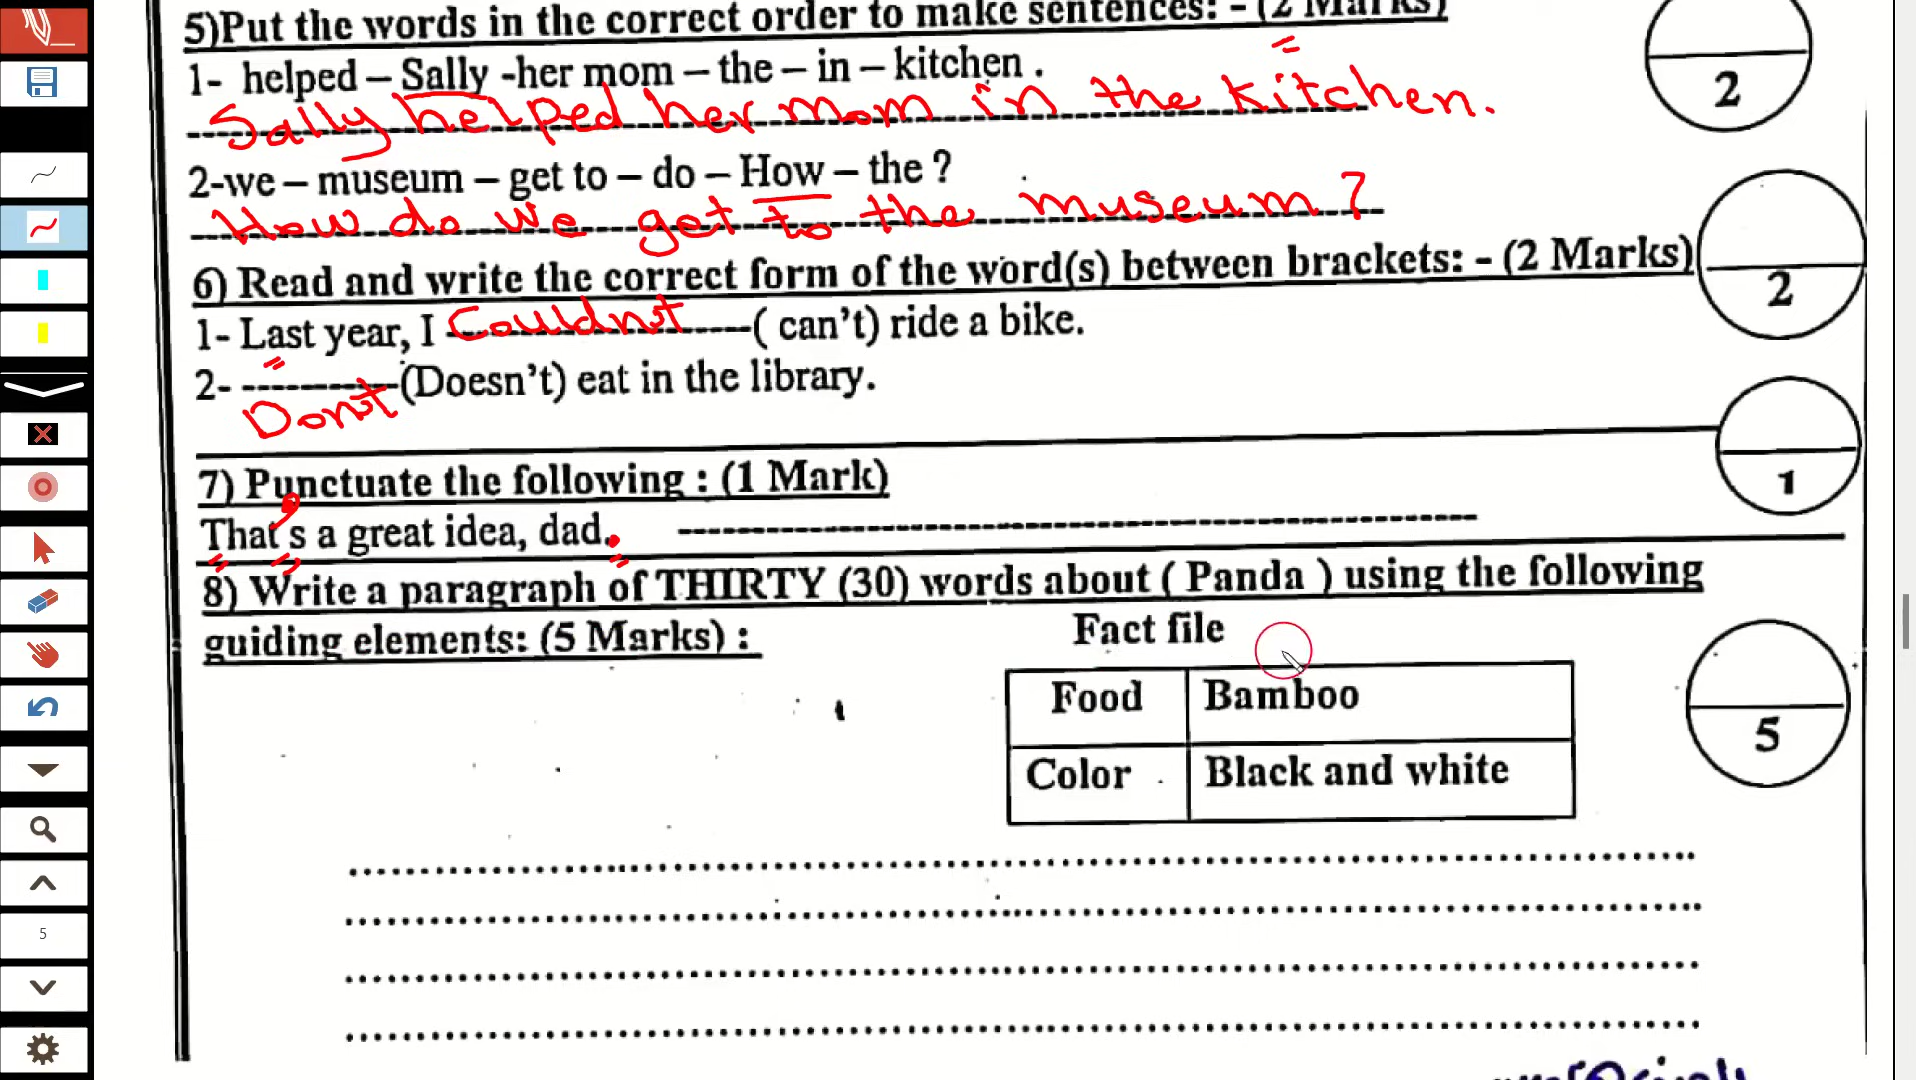 5)Put the words in the correct order to make sentences: - (2 Marks)
1- helped – Sally -her mom – the – in – kitchen .
Sally helped her mom in the kitchen.
2
2-we – museum – get to – do – How – the ?
How do we get to the museum ?
6) Read and write the correct form of the word(s) between brackets: - (2 Marks)
2
1- Last year, I couldn't ( can't) ride a bike.
2- Don't (Doesn't) eat in the library.
7) Punctuate the following : (1 Mark)
1
That's a great idea, dad.
8) Write a paragraph of THIRTY (30) words about ( Panda ) using the following
guiding elements: (5 Marks) :
Fact file
Food Bamboo
5
Color Black and white
5